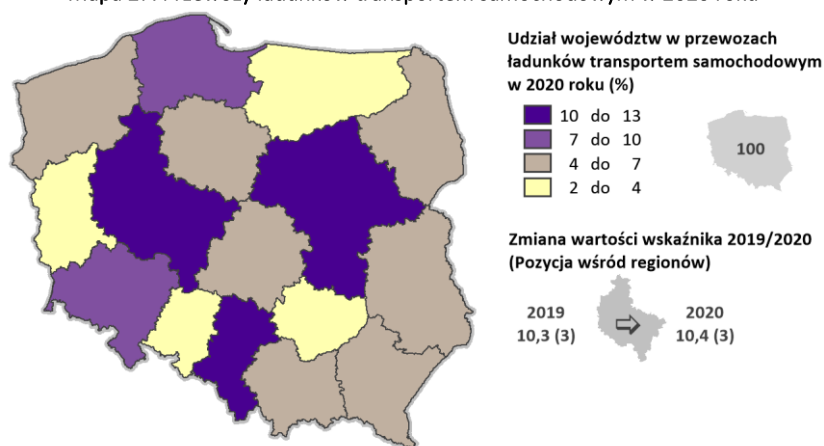 Udział województw w przewozach
ładunków transportem samochodowym
w 2020 roku (%)
10 do 13
7 do 10
4 do 7
2 do 4
100
Zmiana wartości wskaźnika 2019/2020
(Pozycja wśród regionów)
2019
10,3 (3)
2020
10,4 (3)